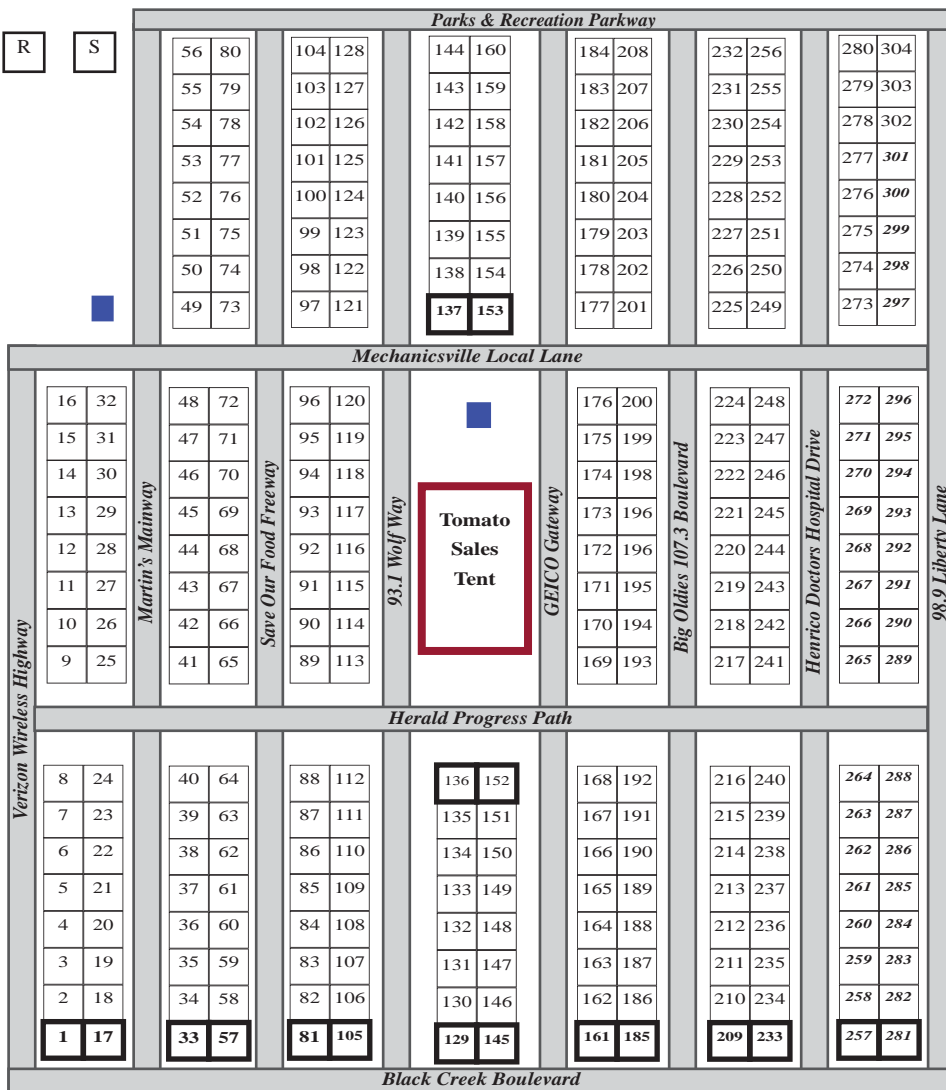 Parks & Recreation Parkway
R S
56 80 104 128 144 160 184 208 232 256 280 304
55 79 103 127 143 159 183 207 231 255 279 303
54 78 102 126 142 158 182 206 230 254 278 302
53 77 101 125 141 157 181 205 229 253 277 301
52 76 100 124 140 156 180 204 228 252 276 300
51 75 99 123 139 155 179 203 227 251 275 299
50 74 98 122 138 154 178 202 226 250 274 298
49 73 97 121 137 153 177 201 225 249 273 297
Mechanicsville Local Lane
16 32 48 72 96 120 176 200 224 248 272 296
15 31 47 71 95 119 175 199 223 247 271 295
14 30 46 70 94 118 174 198 222 246 270 294
13 29 45 69 93 117 173 196 221 245 269 293
12 28 44 68 92 116 172 196 220 244 268 292
11 27 43 67 91 115 171 195 219 243 267 291
10 26 42 66 90 114 170 194 218 242 266 290
9 25 41 65 89 113 169 193 217 241 265 289
Tomato
Sales
Tent
Verizon Wireless Highway
Martin's Mainway
Save Our Food Freeway
93.1 Wolf Way
GEICO Gateway
Big Oldies 107.3 Boulevard
Henrico Doctors Hospital Drive
98.9 Liberty Lane
Herald Progress Path
8 24 40 64 88 112 136 152 168 192 216 240 264 288
7 23 39 63 87 111 135 151 167 191 215 239 263 287
6 22 38 62 86 110 134 150 166 190 214 238 262 286
5 21 37 61 85 109 133 149 165 189 213 237 261 285
4 20 36 60 84 108 132 148 164 188 212 236 260 284
3 19 35 59 83 107 131 147 163 187 211 235 259 283
2 18 34 58 82 106 130 146 162 186 210 234 258 282
1 17 33 57 81 105 129 145 161 185 209 233 257 281
Black Creek Boulevard